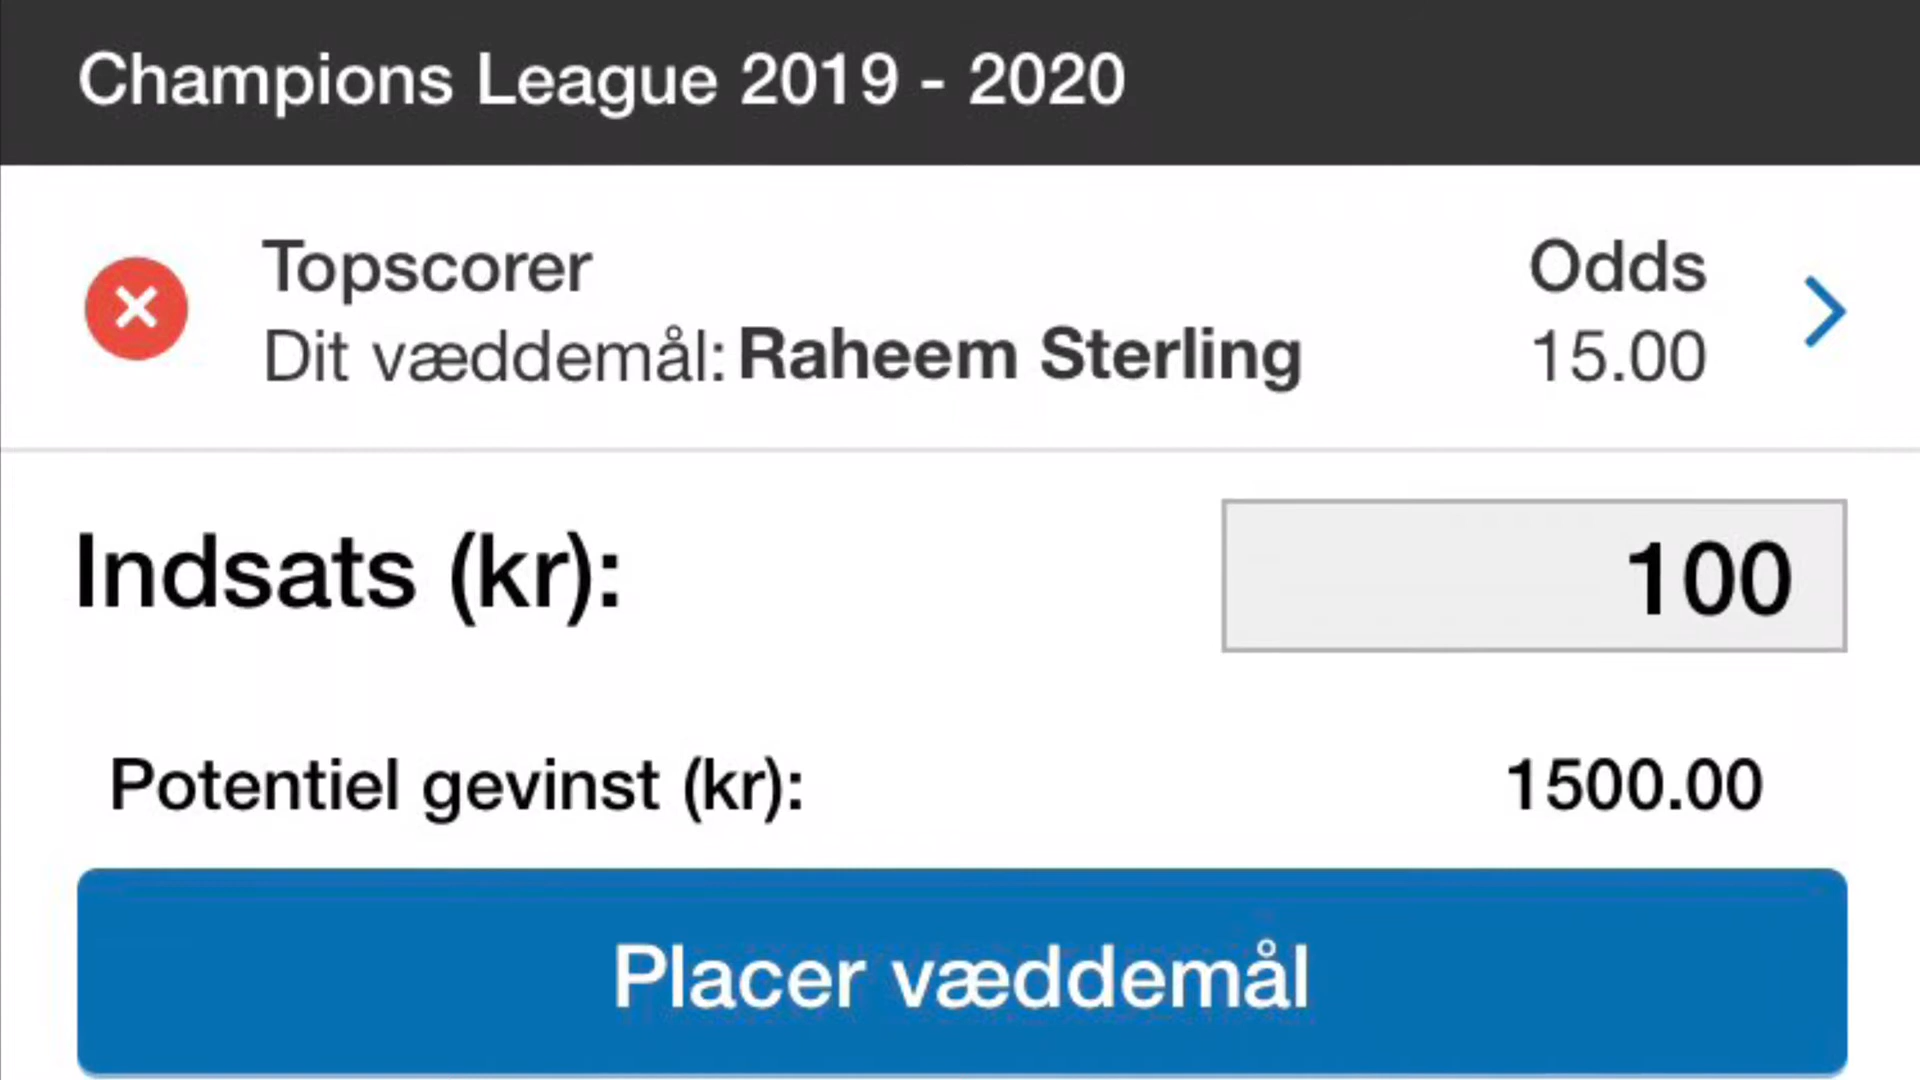 Champions League 2019 - 2020
Topscorer Odds
Dit væddemål: Raheem Sterling 15.00
Indsats (kr): 100
Potentiel gevinst (kr): 1500.00
Placer væddemål